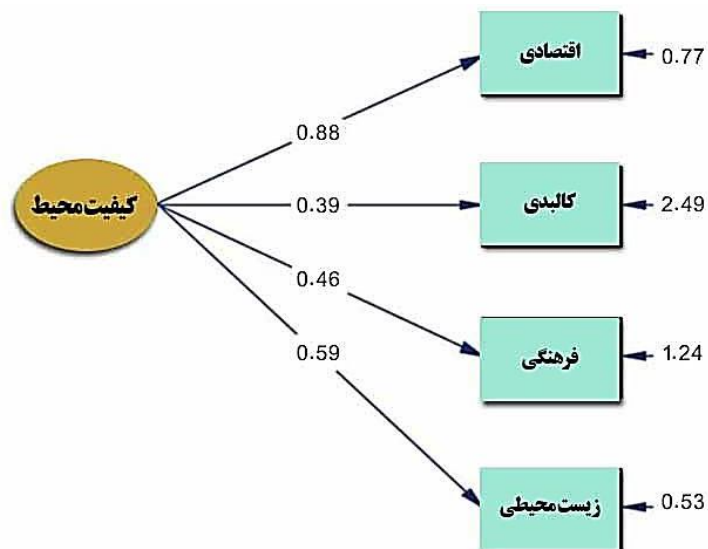 اقتصادی
0.77
0.88
کیفیت محیط
0.39
کالبدی
2.49
0.46
فرهنگی
1.24
0.59
زیست محیطی
0.53